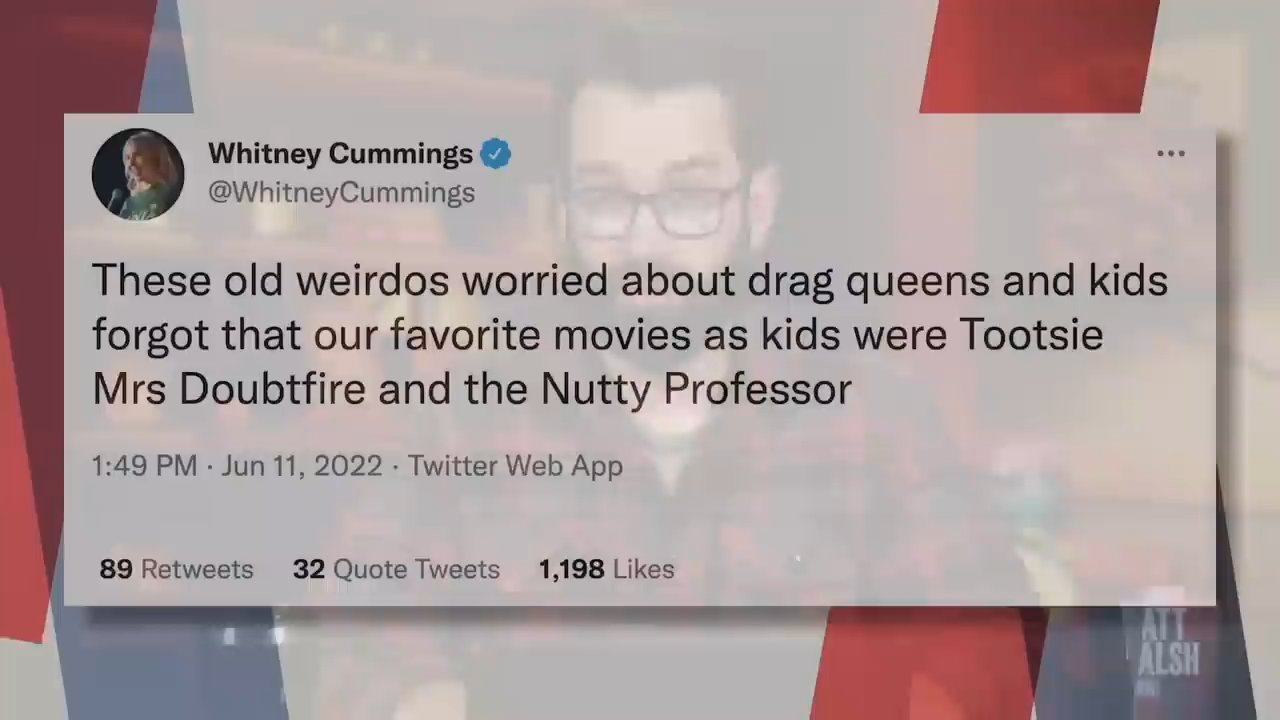 Whitney Cummings
@WhitneyCummings
These old weirdos worried about drag queens and kids
forgot that our favorite movies as kids were Tootsie
Mrs Doubtfire and the Nutty Professor
1:49 PM · Jun 11, 2022 · Twitter Web App
89 Retweets 32 Quote Tweets 1,198 Likes
ATT
ALSH